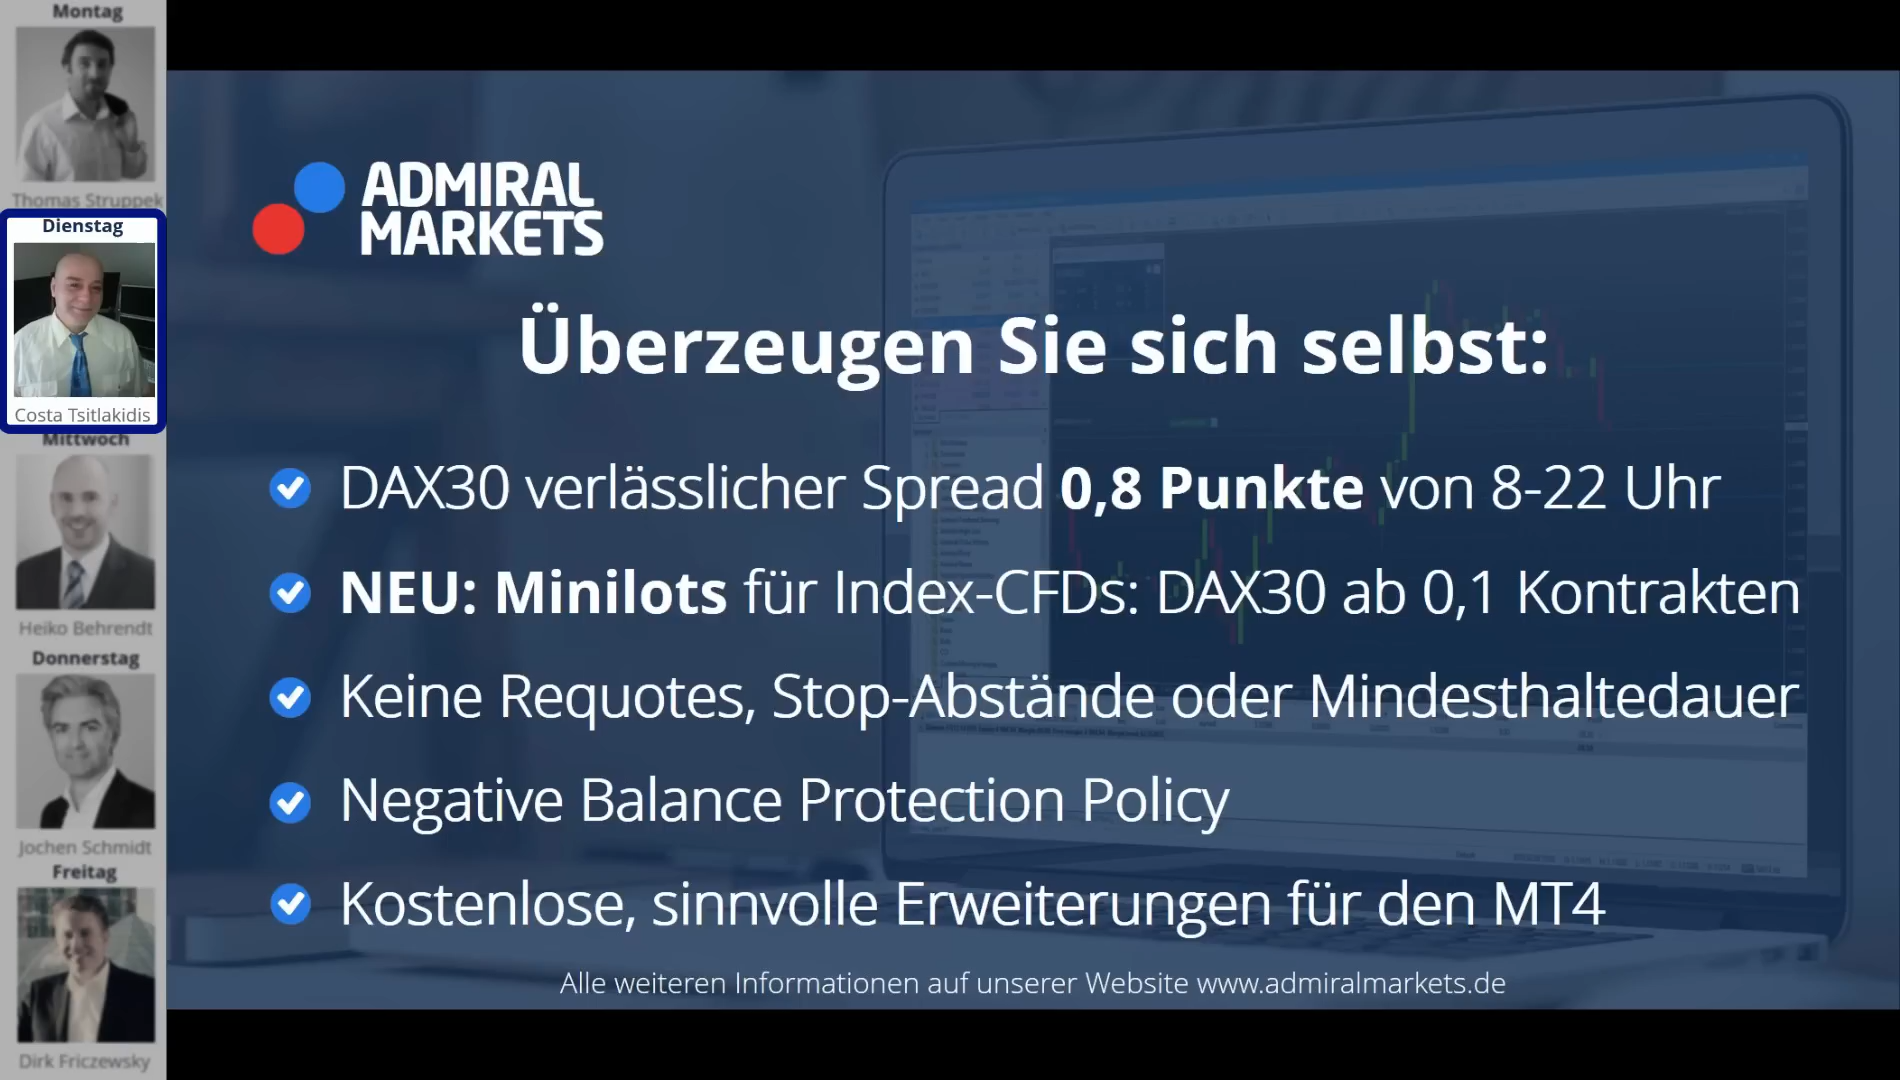 Montag
Thomas Struppek
Dienstag
Costa Tsitlakidis
Mittwoch
Heiko Behrendt
Donnerstag
Jochen Schmidt
Freitag
Dirk Friczewsky
ADMIRAL
MARKETS
Überzeugen Sie sich selbst:
DAX30 verlässlicher Spread 0,8 Punkte von 8-22 Uhr
NEU: Minilots für Index-CFDs: DAX30 ab 0,1 Kontrakten
Keine Requotes, Stop-Abstände oder Mindesthaltedauer
Negative Balance Protection Policy
Kostenlose, sinnvolle Erweiterungen für den MT4
Alle weiteren Informationen auf unserer Website www.admiralmarkets.de